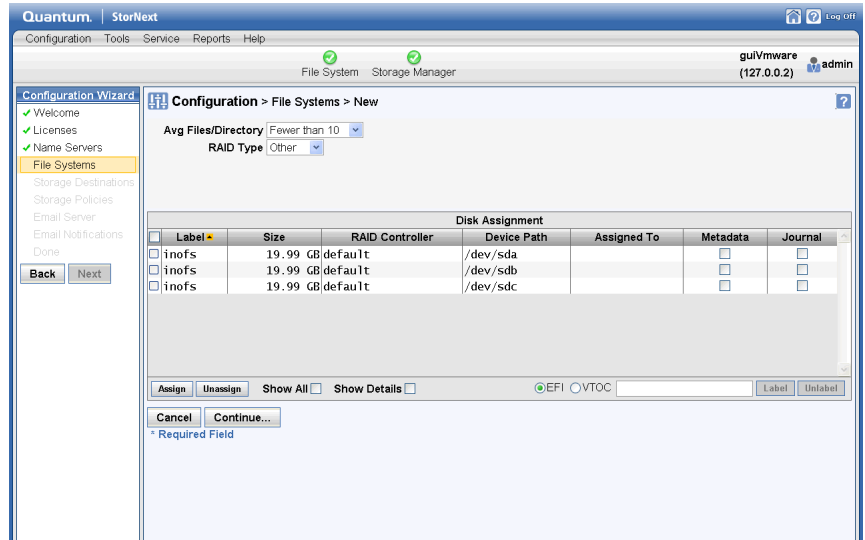 Quantum. StorNext Log Off
Configuration Tools Service Reports Help
File System Storage Manager
guiVmware
(127.0.0.2)
admin
Configuration Wizard
Welcome
Licenses
Name Servers
File Systems
Storage Destinations
Storage Policies
Email Server
Email Notifications
Done
Back Next
Configuration > File Systems > New ?
Avg Files/Directory Fewer than 10
RAID Type Other
Disk Assignment
Label Size RAID Controller Device Path Assigned To Metadata Journal
inofs 19.99 GB default /dev/sda
inofs 19.99 GB default /dev/sdb
inofs 19.99 GB default /dev/sdc
Assign Unassign Show All Show Details EFI VTOC Label Unlabel
Cancel Continue...
* Required Field